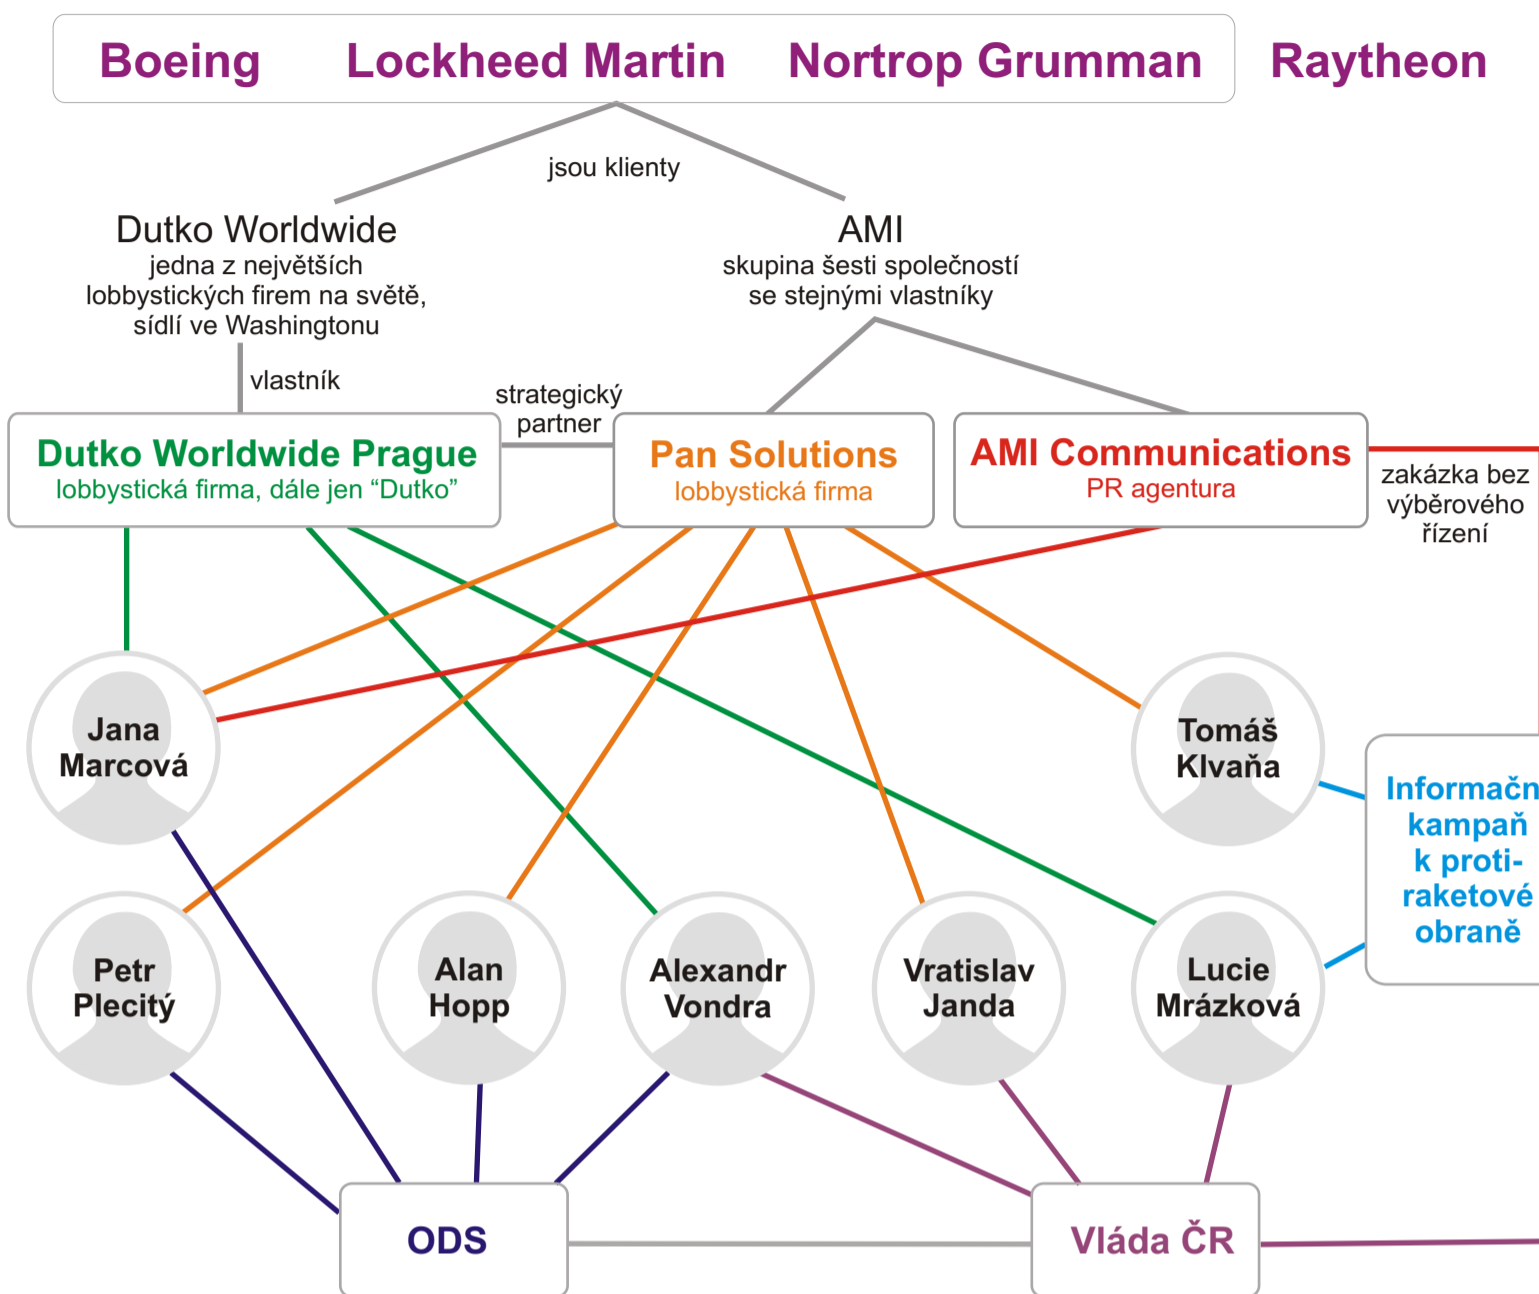 Boeing Lockheed Martin Nortrop Grumman Raytheon
jsou klienty
Dutko Worldwide
jedna z největších
lobbystických firem na světě,
sídlí ve Washingtonu
AMI
skupina šesti společností
se stejnými vlastníky
vlastník
strategický
partner
Dutko Worldwide Prague
lobbystická firma, dále jen “Dutko”
Pan Solutions
lobbystická firma
AMI Communications
PR agentura
zakázka bez
výběrového
řízení
Jana
Marcová
Tomáš
Klvaňa
Informačn
kampaň
k proti-
raketové
obraně
Petr
Plecitý
Alan
Hopp
Alexandr
Vondra
Vratislav
Janda
Lucie
Mrázková
ODS
Vláda ČR